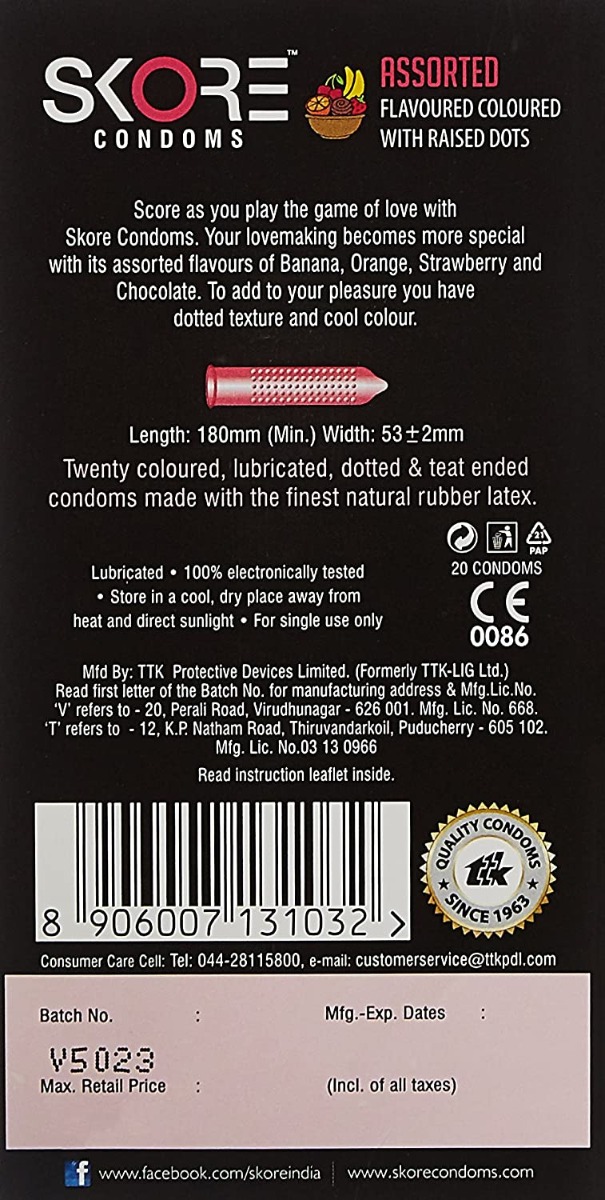 SKORE™
CONDOMS
ASSORTED
FLAVOURED COLOURED
WITH RAISED DOTS
Score as you play the game of love with
Skore Condoms. Your lovemaking becomes more special
with its assorted flavours of Banana, Orange, Strawberry and
Chocolate. To add to your pleasure you have
dotted texture and cool colour.
Length: 180mm (Min.) Width: 53±2mm
Twenty coloured, lubricated, dotted & teat ended
condoms made with the finest natural rubber latex.
21
PAP
Lubricated • 100% electronically tested
• Store in a cool, dry place away from
heat and direct sunlight • For single use only
20 CONDOMS
CE
0086
Mfd By: TTK Protective Devices Limited. (Formerly TTK-LIG Ltd.)
Read first letter of the Batch No. for manufacturing address & Mfg.Lic.No.
'V' refers to - 20, Perali Road, Virudhunagar - 626 001. Mfg. Lic. No. 668.
'T' refers to - 12, K.P. Natham Road, Thiruvandarkoil, Puducherry - 605 102.
Mfg. Lic. No.03 13 0966
Read instruction leaflet inside.
8 906007 131032 >
QUALITY CONDOMS
ttk
SINCE 1963
Consumer Care Cell: Tel: 044-28115800, e-mail: customerservice@ttkpdl.com
Batch No. :
Mfg.-Exp. Dates :
V5023
Max. Retail Price :
(Incl. of all taxes)
f www.facebook.com/skoreindia | www.skorecondoms.com